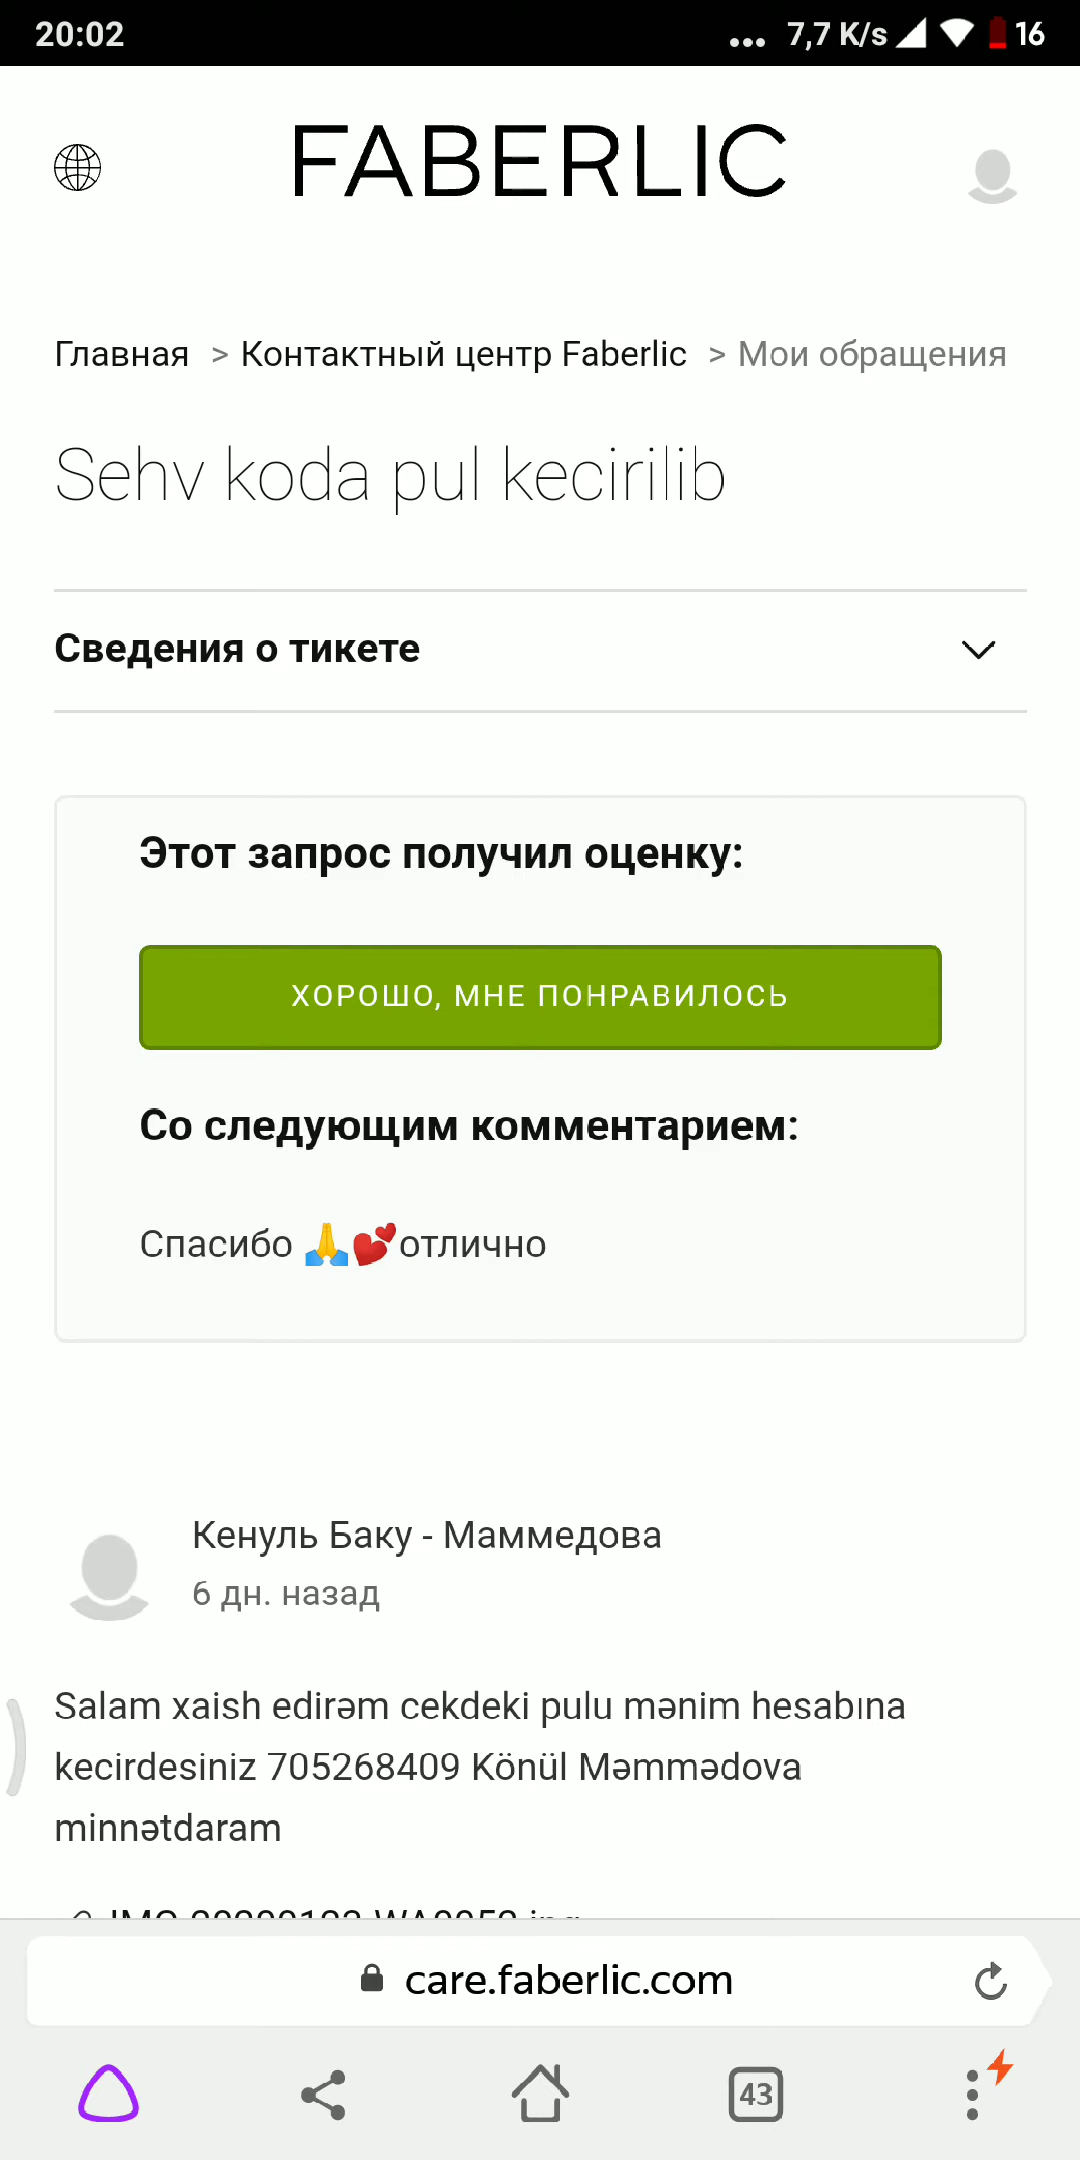 20:02
... 7,7 K/s 16
FABERLIC
Главная > Контактный центр Faberlic > Мои обращения
Sehv koda pul kecirilib
Сведения о тикете
Этот запрос получил оценку:
ХОРОШО, МНЕ ПОНРАВИЛОСЬ
Со следующим комментарием:
Спасибо 🙏💕отлично
Кенуль Баку - Маммедова
6 дн. назад
Salam xaish edirəm cekdeki pulu mənim hesabına
kecirdesiniz 705268409 Könül Məmmədova
minnətdaram
care.faberlic.com
43